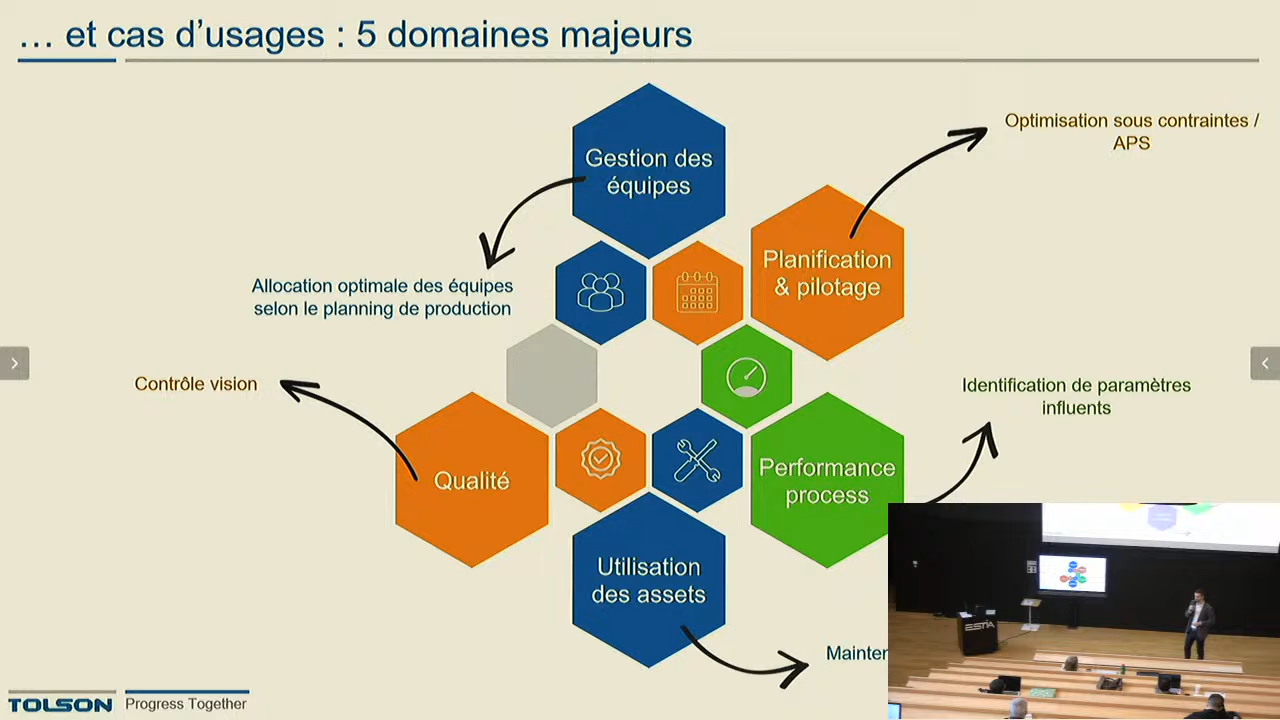 … et cas d’usages : 5 domaines majeurs
Gestion des
équipes
Optimisation sous contraintes /
APS
Planification
& pilotage
Allocation optimale des équipes
selon le planning de production
Contrôle vision
Identification de paramètres
influents
Qualité
Performance
process
Utilisation
des assets
TOLSON
Progress Together
ESTIA